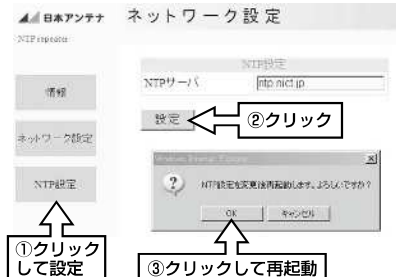 日本アンテナ
ネットワーク設定
NTP repeater
NTP設定
NTPサーバ
ntp.nict.jp
情報
設定
②クリック
ネットワーク設定
NTP設定
NTP設定を変更後再起動します。よろしいですか?
OK
キャンセル
①クリック
して設定
③クリックして再起動